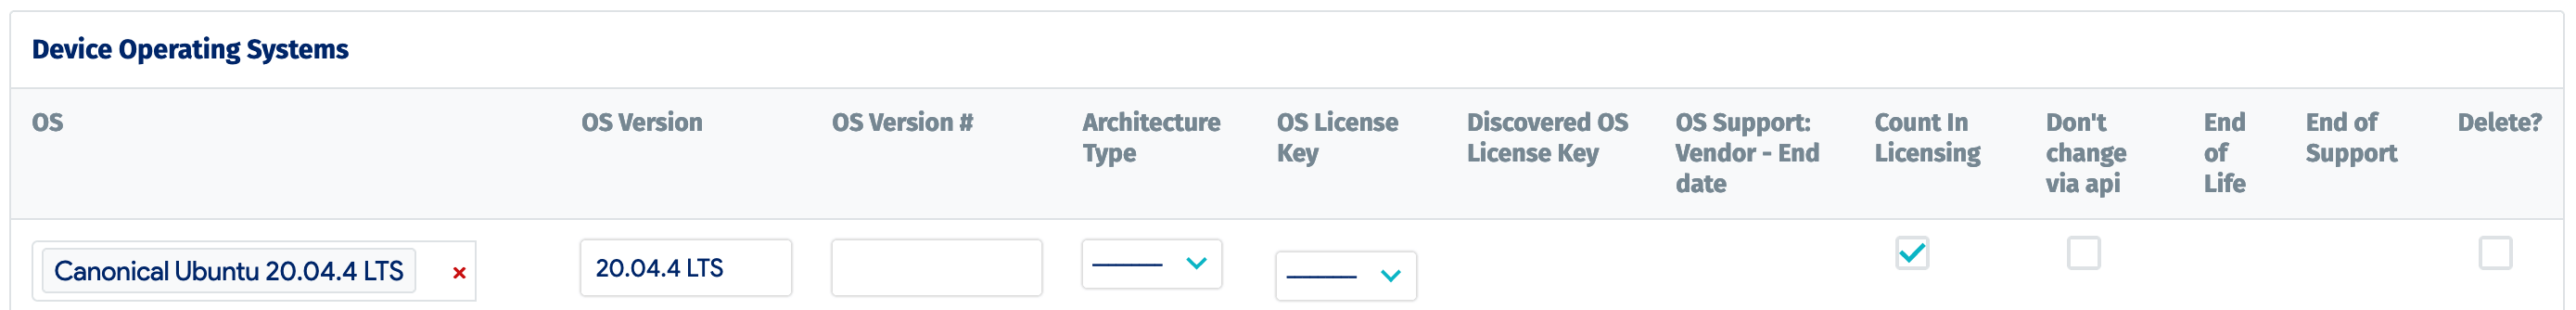 Device Operating Systems
OS OS Version OS Version # Architecture Type OS License Key Discovered OS License Key OS Support: Vendor - End date Count In Licensing Don't change via api End of Life End of Support Delete?
Canonical Ubuntu 20.04.4 LTS × 20.04.4 LTS --------- ---------